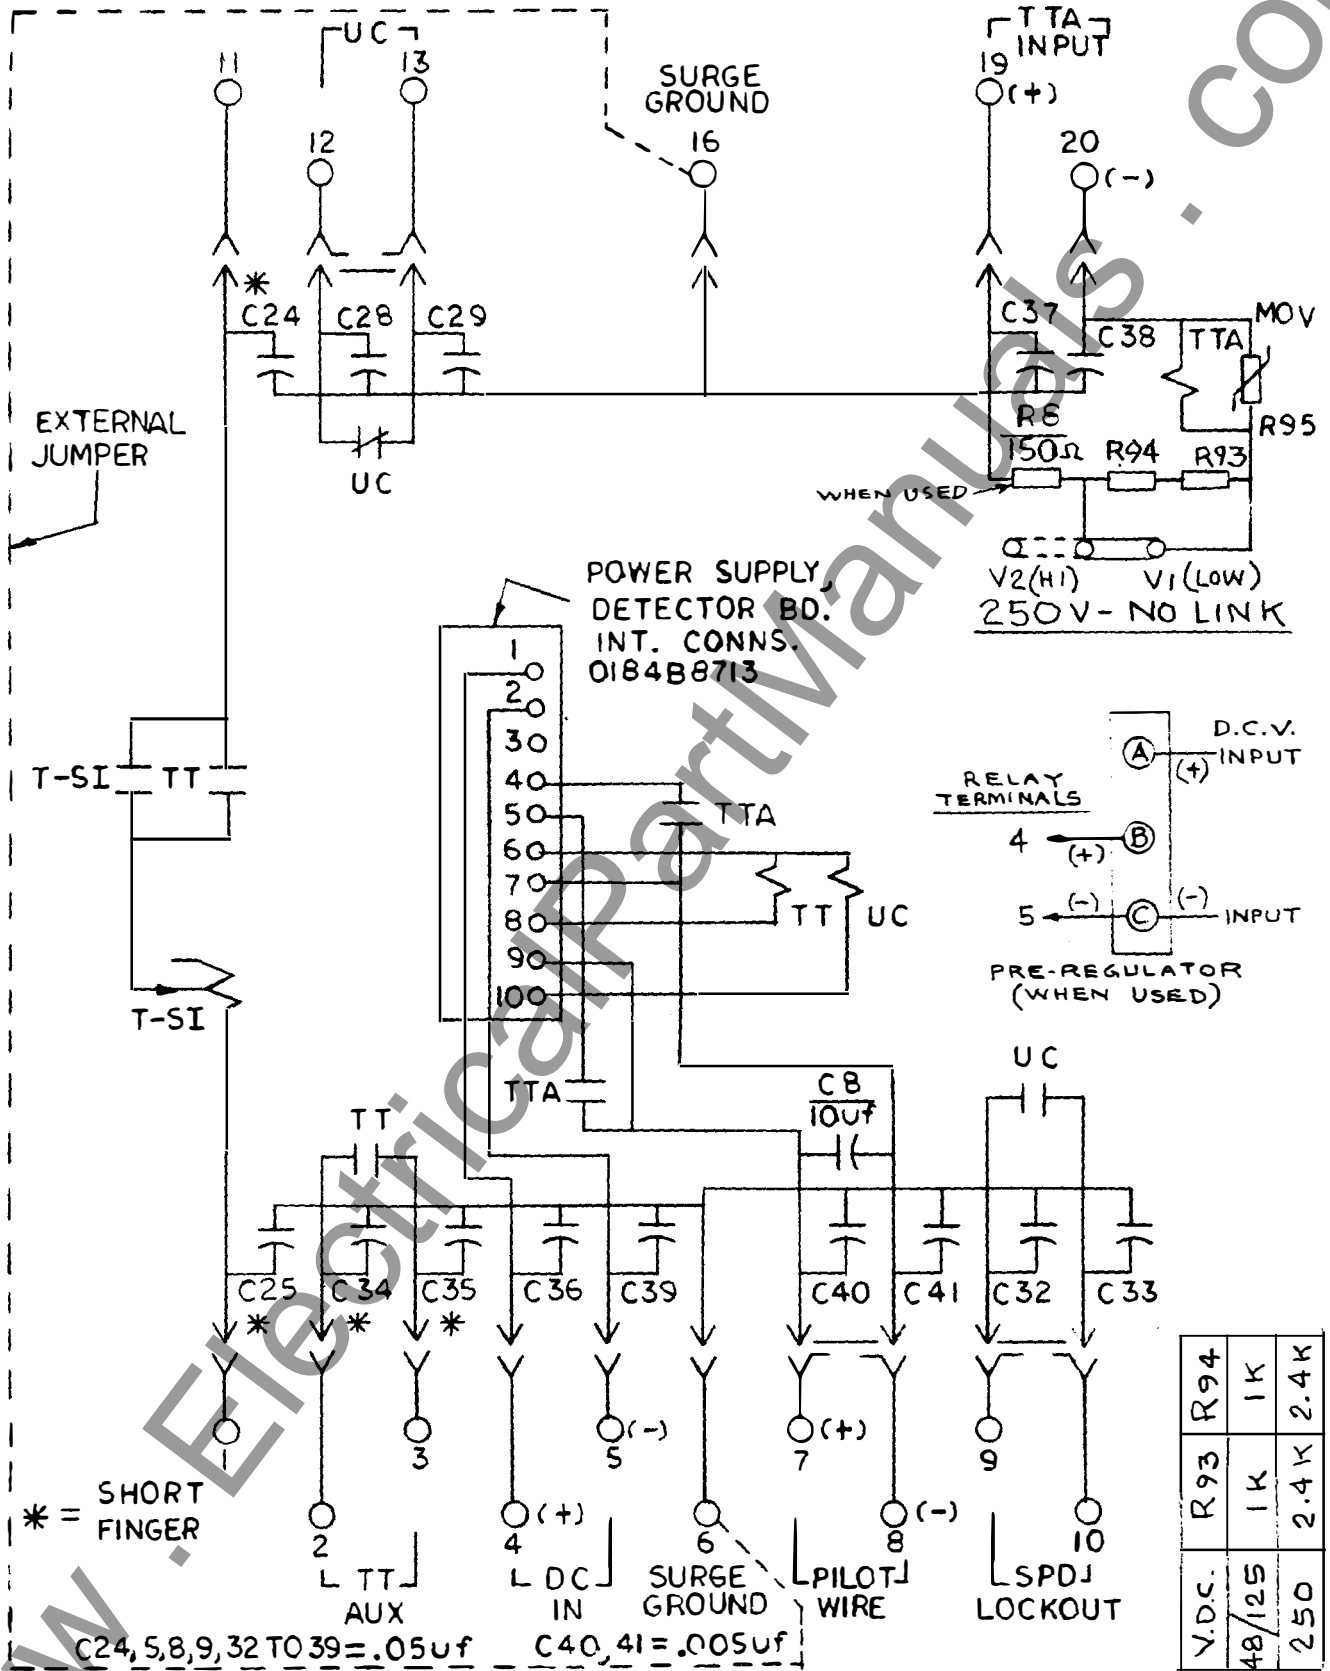 UC
11
13
12
SURGE
GROUND
16
TTA
INPUT
19
(+)
20
(-)
*
C24
C28
C29
C37
C38
TTA
MOV
UC
EXTERNAL
JUMPER
R8
150Ω
R94
R93
R95
WHEN USED
V2(HI)
V1(LOW)
250V-NO LINK
POWER SUPPLY,
DETECTOR BD.
INT. CONNS.
0184B8713
1
2
3
4
5
6
7
8
9
10
T-SI
TT
TTA
TT
UC
D.C.V.
INPUT
A
(+)
RELAY
TERMINALS
4
(+)
B
5
(-)
C
(-)
INPUT
PRE-REGULATOR
(WHEN USED)
T-SI
TTA
TT
C8
10uf
UC
C25
C34
C35
C36
C39
C40
C41
C32
C33
*
*
*
1
3
5
(-)
7
(+)
9
* = SHORT
FINGER
2
4
(+)
6
8
(-)
10
TT
AUX
DC
IN
SURGE
GROUND
PILOT
WIRE
SPD
LOCKOUT
C24,5,8,9,32 TO 39=.05uf
C40,41=.005uf
V.D.C. R93 R94
48/125 1K 1K
250 2.4K 2.4K
w.ElectricalPartManuals.com